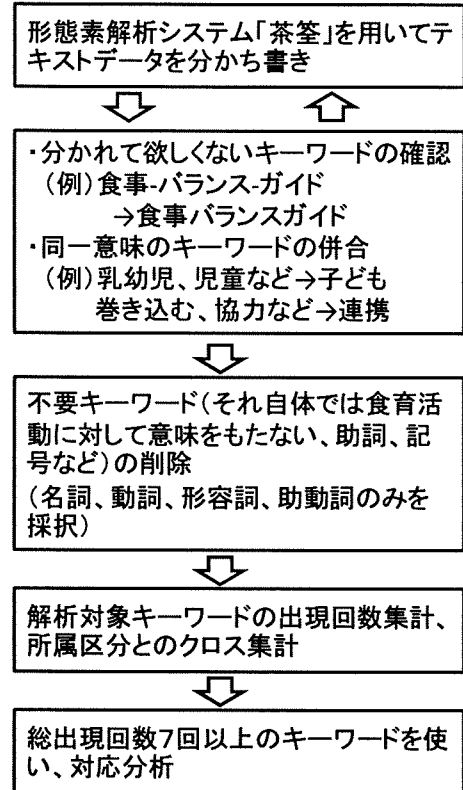 形態素解析システム「茶筌」を用いてテ
キストデータを分かち書き
・分かれて欲しくないキーワードの確認
(例)食事-バランス-ガイド
→食事バランスガイド
・同一意味のキーワードの併合
(例)乳幼児、児童など→子ども
巻き込む、協力など→連携
不要キーワード(それ自体では食育活
動に対して意味をもたない、助詞、記
号など)の削除
(名詞、動詞、形容詞、助動詞のみを
採択)
解析対象キーワードの出現回数集計、
所属区分とのクロス集計
総出現回数7回以上のキーワードを使
い、対応分析